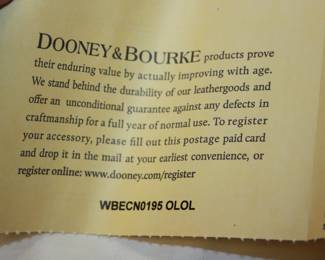 DOONEY & BOURKE products prove
their enduring value by actually improving with age.
We stand behind the durability of our leathergoods and
offer an unconditional guarantee against any defects in
craftmanship for a full year of normal use. To register
your accessory, please fill out this postage paid card
and drop it in the mail at your earliest convenience, or
register online: www.dooney.com/register
WBECN0195 OLOL